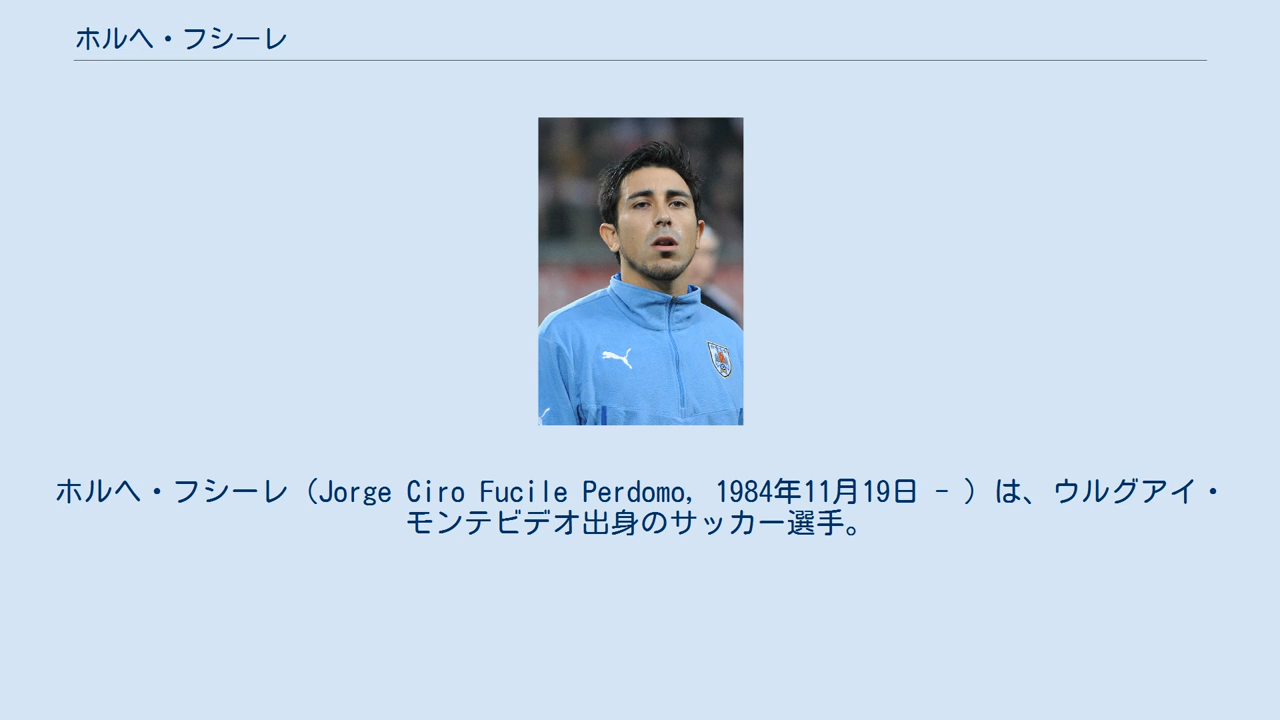 ホルヘ・フシーレ
ホルヘ・フシーレ（Jorge Ciro Fucile Perdomo, 1984年11月19日 - ）は、ウルグアイ・
モンテビデオ出身のサッカー選手。